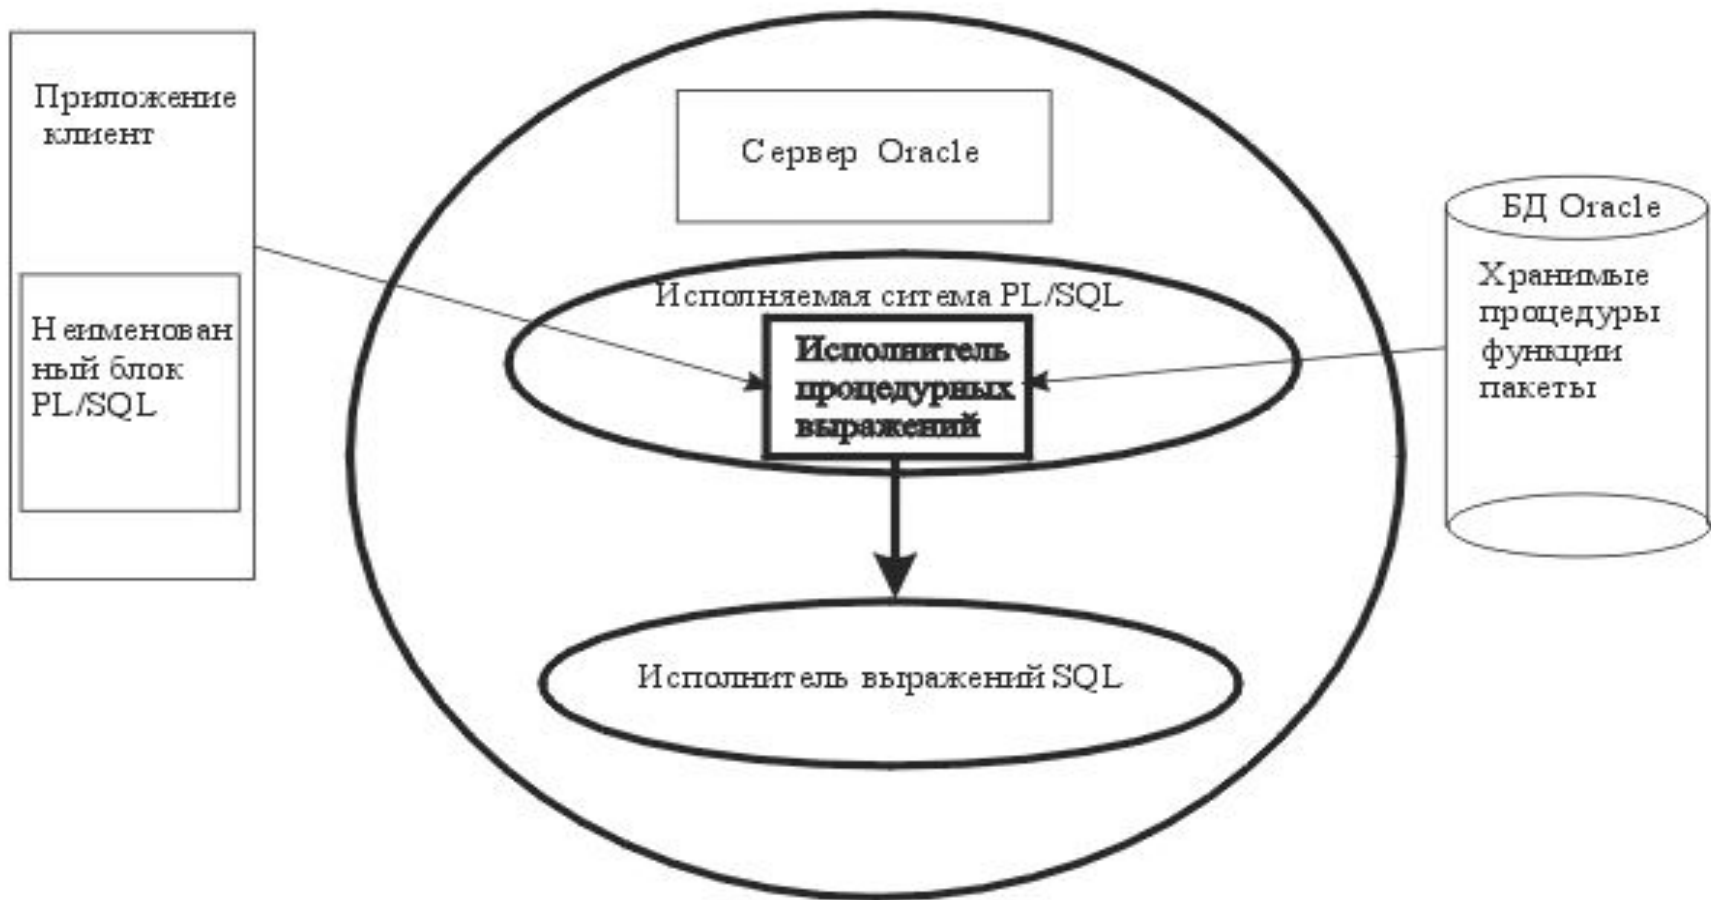 Приложение
клиент
Неименован
ный блок
PL/SQL
Сервер Oracle
Исполняемая ситема PL/SQL
Исполнитель
процедурных
выражений
Исполнитель выражений SQL
БД Oracle
Хранимые
процедуры
функции
пакеты